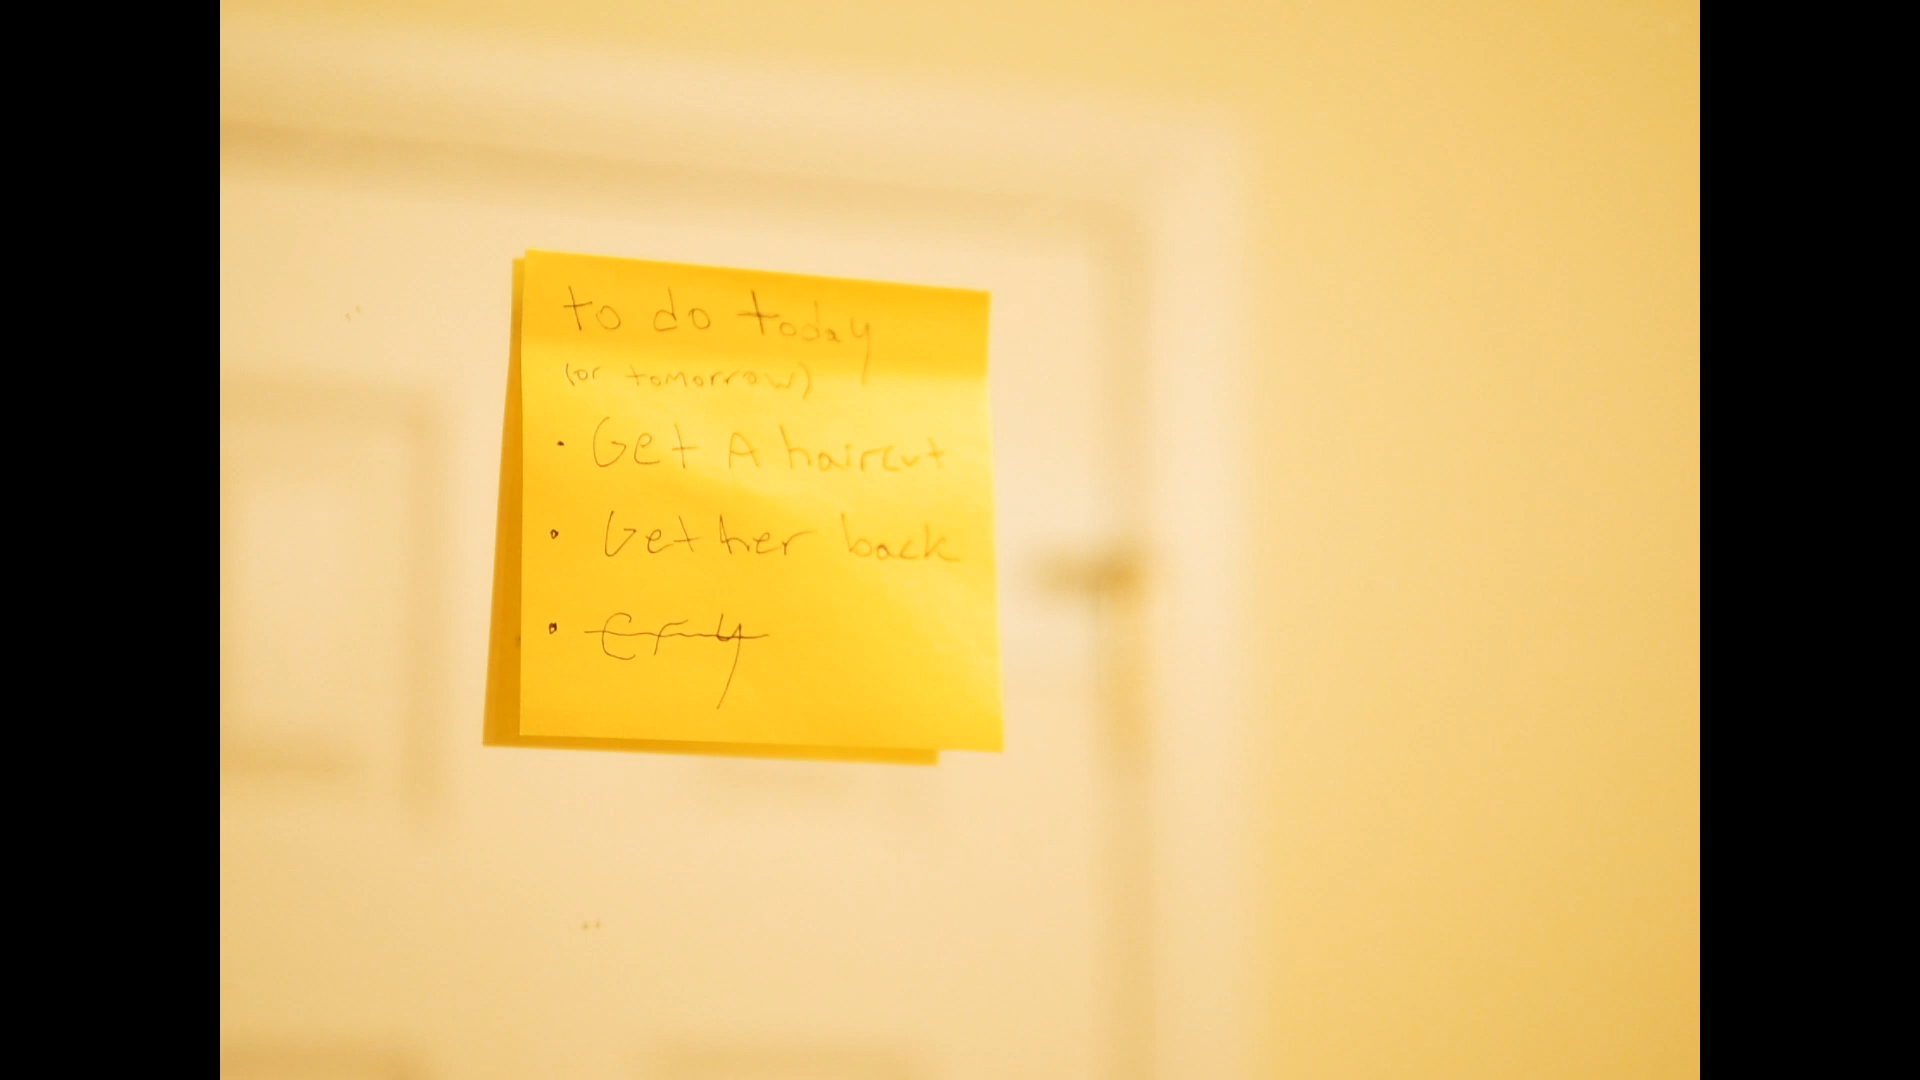 to do today
(or tomorrow)
• Get A haircut
• Get her back
• cry